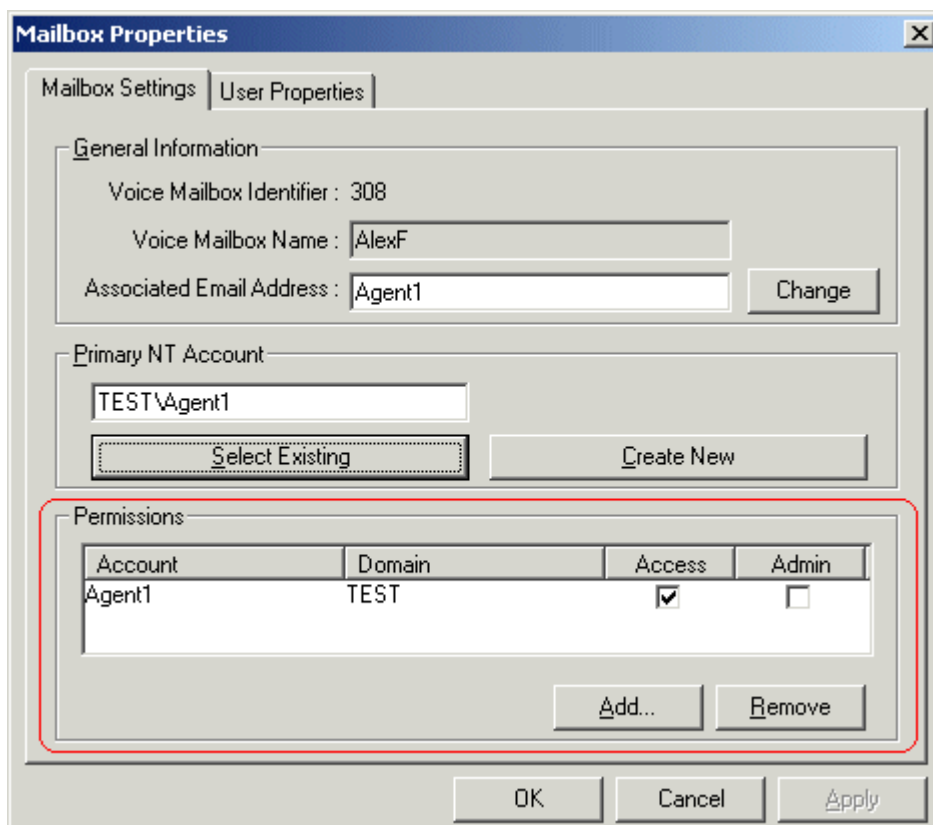 Mailbox Properties
Mailbox Settings User Properties
General Information
Voice Mailbox Identifier : 308
Voice Mailbox Name : AlexF
Associated Email Address : Agent1 Change
Primary NT Account
TEST\Agent1
Select Existing Create New
Permissions
Account Domain Access Admin
Agent1 TEST
Add... Remove
OK Cancel Apply